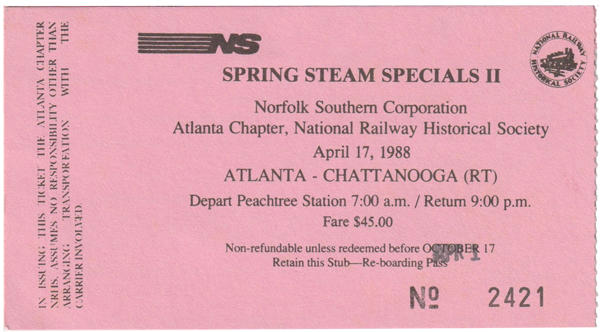 NS
NATIONAL RAILWAY
HISTORICAL SOCIETY
SPRING STEAM SPECIALS II
Norfolk Southern Corporation
Atlanta Chapter, National Railway Historical Society
April 17, 1988
ATLANTA - CHATTANOOGA (RT)
Depart Peachtree Station 7:00 a.m. / Return 9:00 p.m.
Fare $45.00
Non-refundable unless redeemed before OCTOBER 17
APR 1
Retain this Stub—Re-boarding Pass
No 2421
IN ISSUING THIS TICKET THE ATLANTA CHAPTER
NRHS, ASSUMES NO RESPONSIBILITY OTHER THAN
ARRANGING TRANSPORTATION WITH THE
CARRIER INVOLVED.